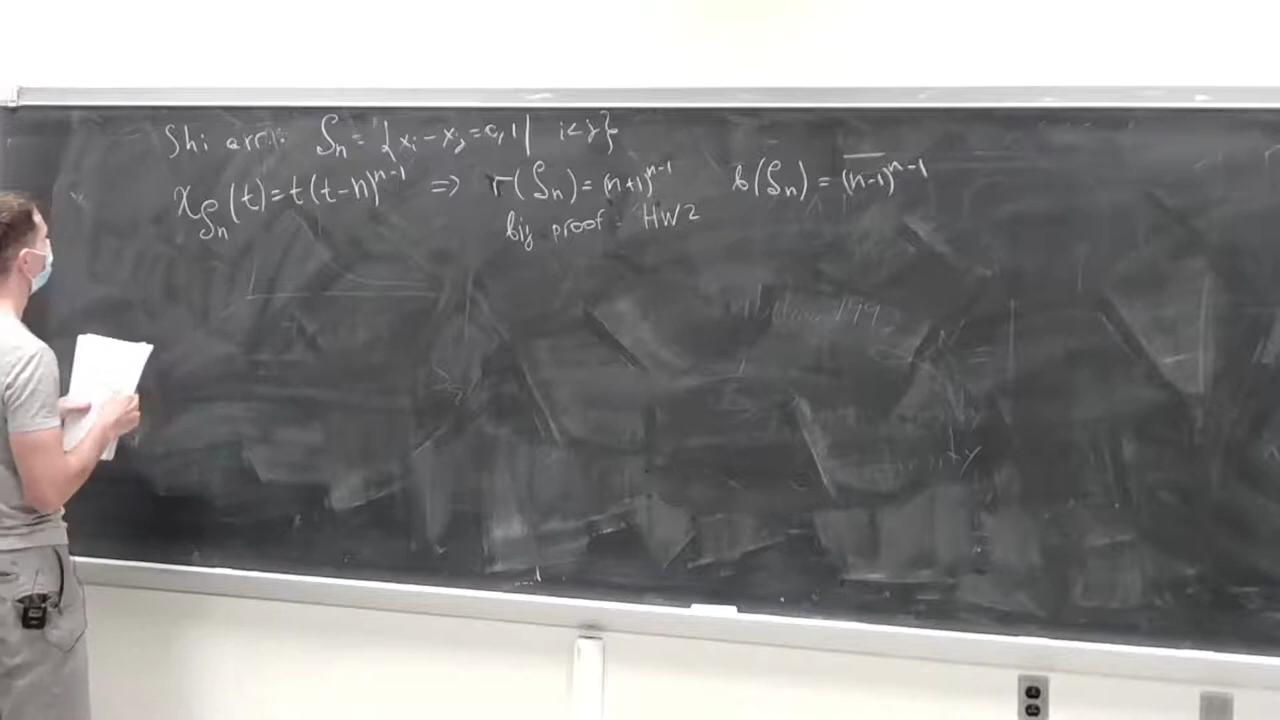 Shi arr.: Sₙ = {xᵢ - xⱼ = 0, 1 | i < j}
χ_Sₙ(t) = t(t-n)ⁿ⁻¹ ⇒ r(Sₙ) = (n+1)ⁿ⁻¹ b(Sₙ) = (n-1)ⁿ⁻¹
bij proof: HW2